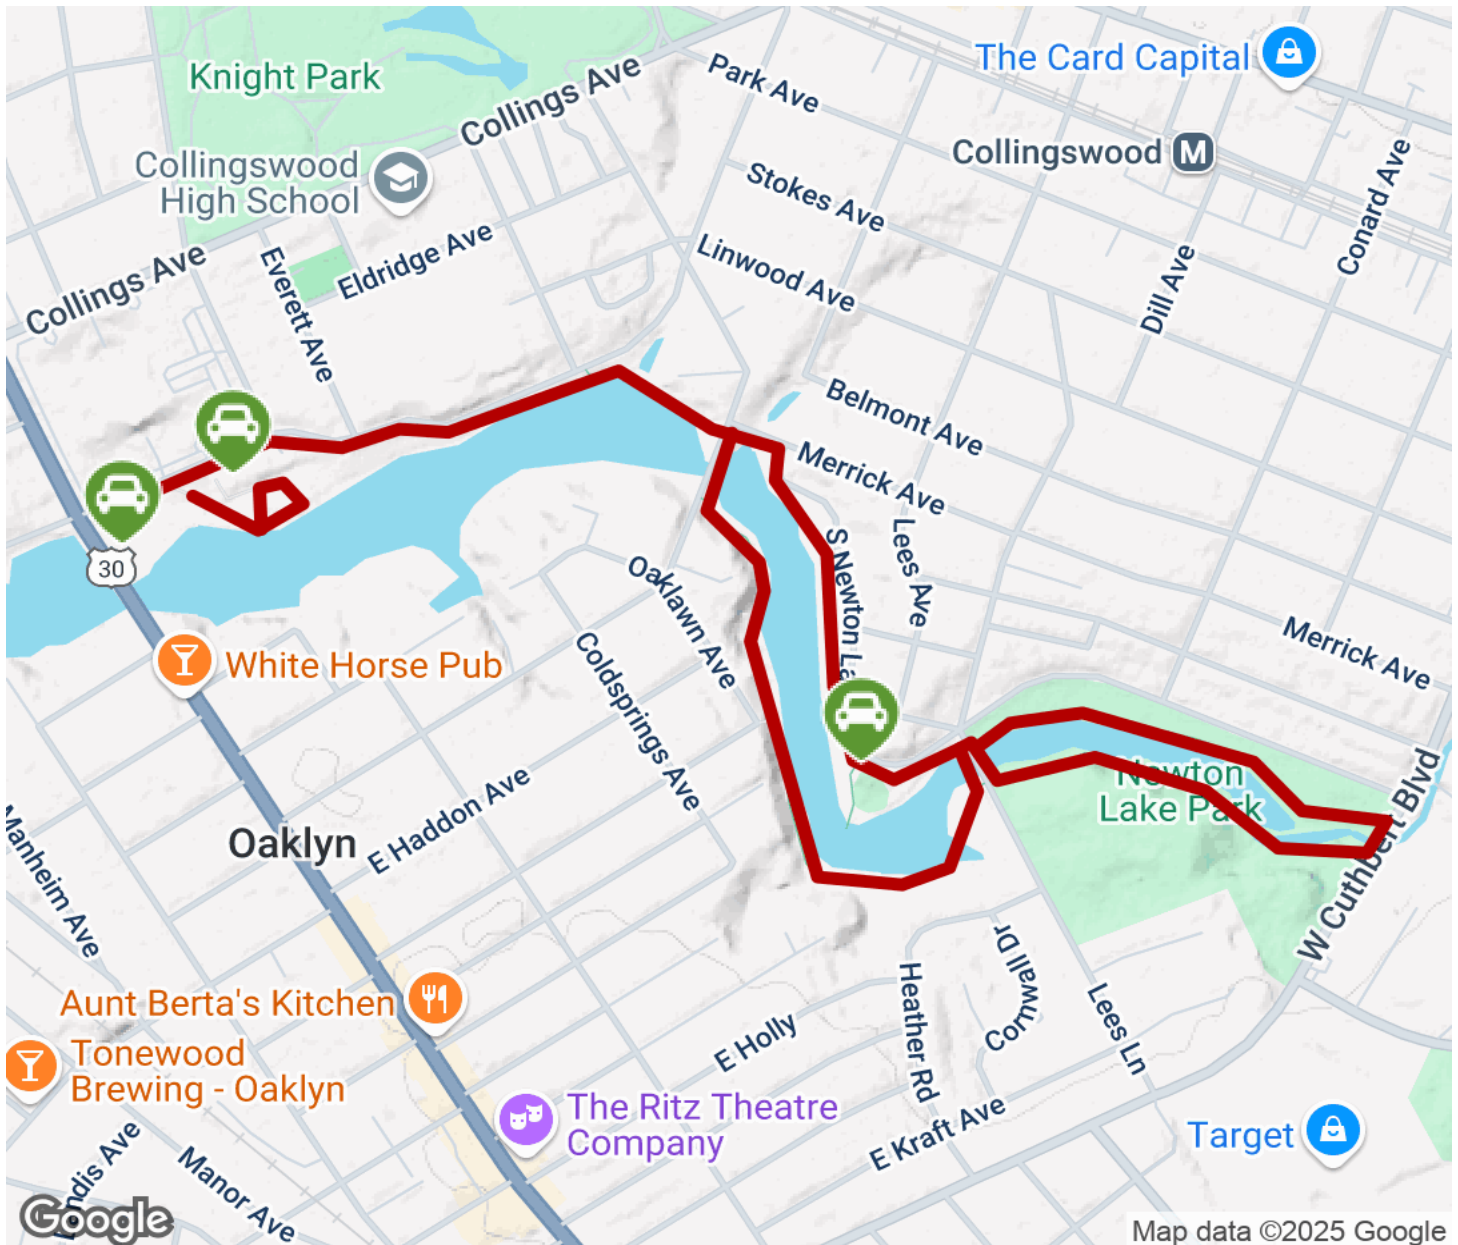 Knight Park
Collings Ave
Park Ave
The Card Capital
Collingswood
High School
Collingswood
M
Stokes Ave
Conard Ave
Collings Ave
Everett Ave
Eldridge Ave
Linwood Ave
Dill Ave
Belmont Ave
Merrick Ave
30
Oaklawn Ave
S Newton La
Lees Ave
White Horse Pub
Coldsprings Ave
Merrick Ave
Newton
Lake Park
W Cuthbert Blvd
Manheim Ave
Oaklyn
E Haddon Ave
Aunt Berta's Kitchen
Heather Rd
Cornwall Dr
Lees Ln
Tonewood
Brewing - Oaklyn
E Holly
The Ritz Theatre
Company
E Kraft Ave
Target
Manor Ave
Google
Map data ©2025 Google